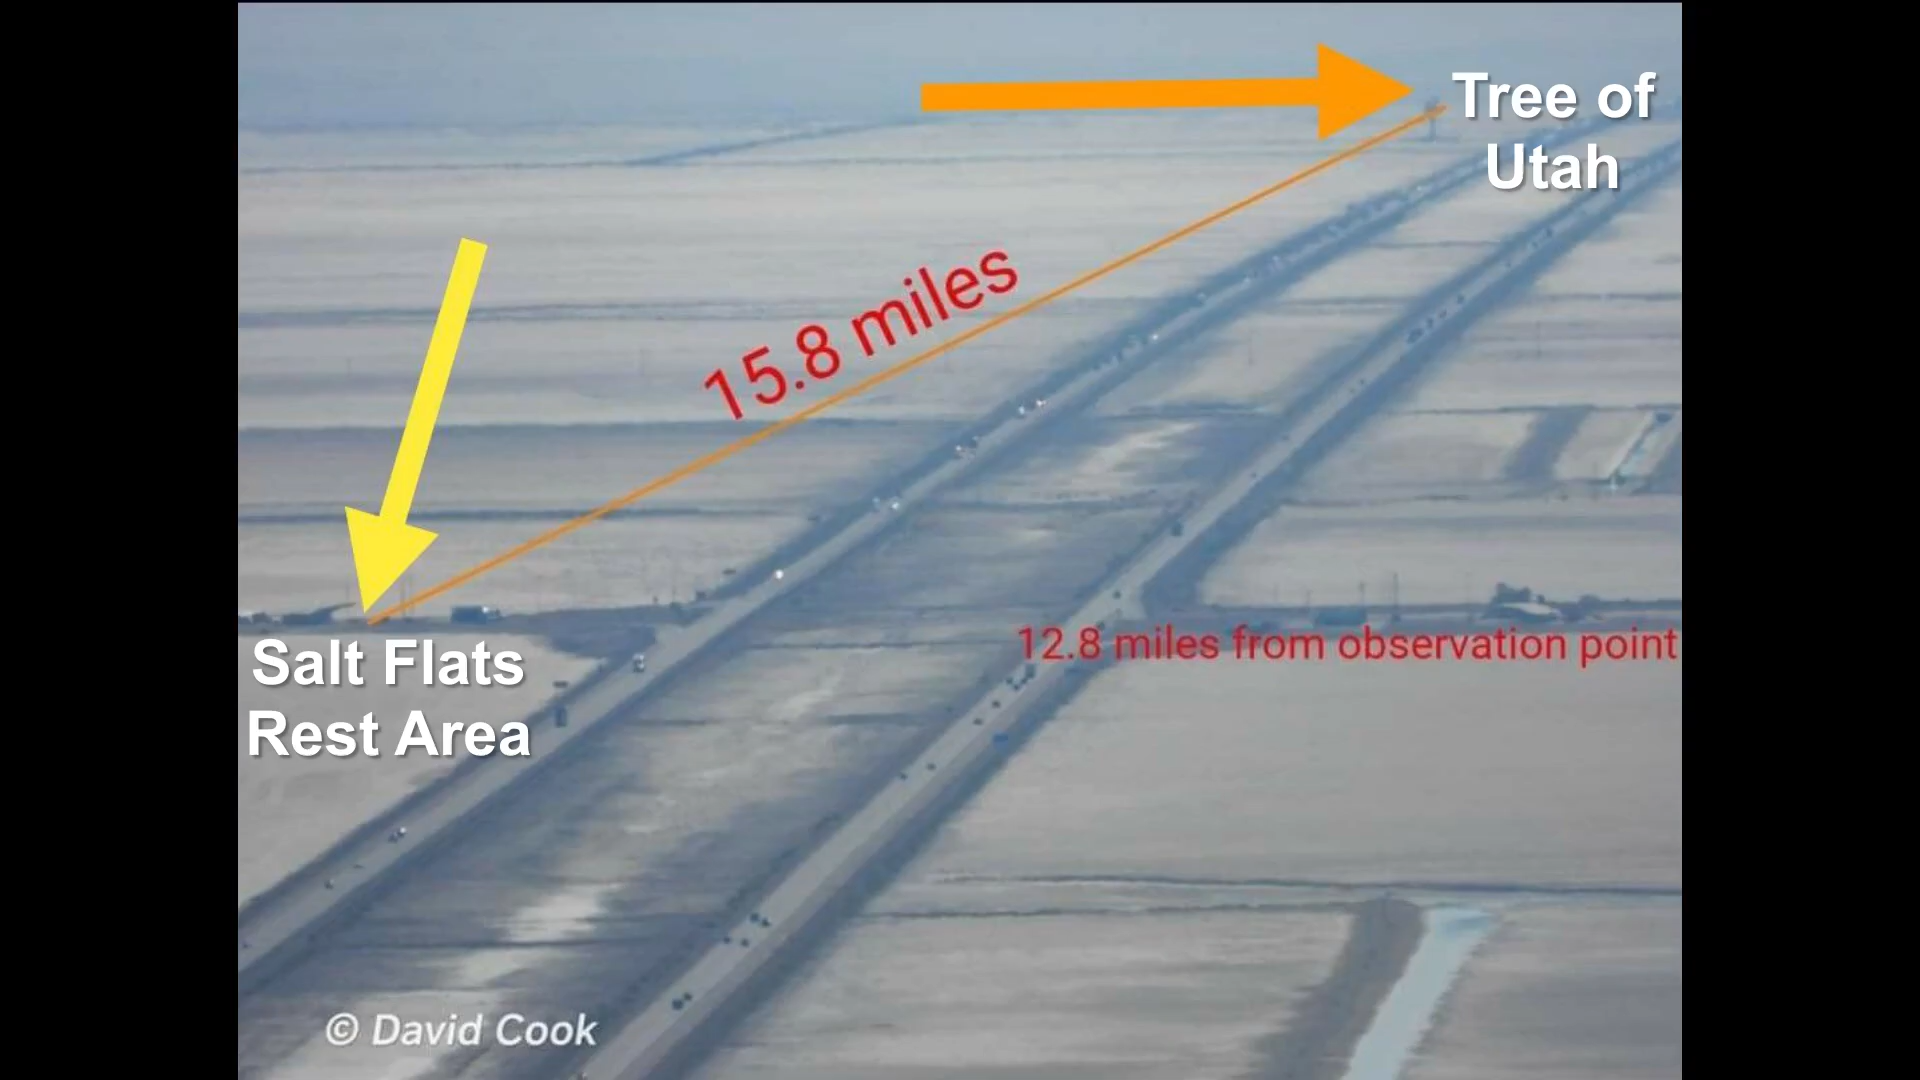 Tree of
Utah
15.8 miles
12.8 miles from observation point
Salt Flats
Rest Area
© David Cook